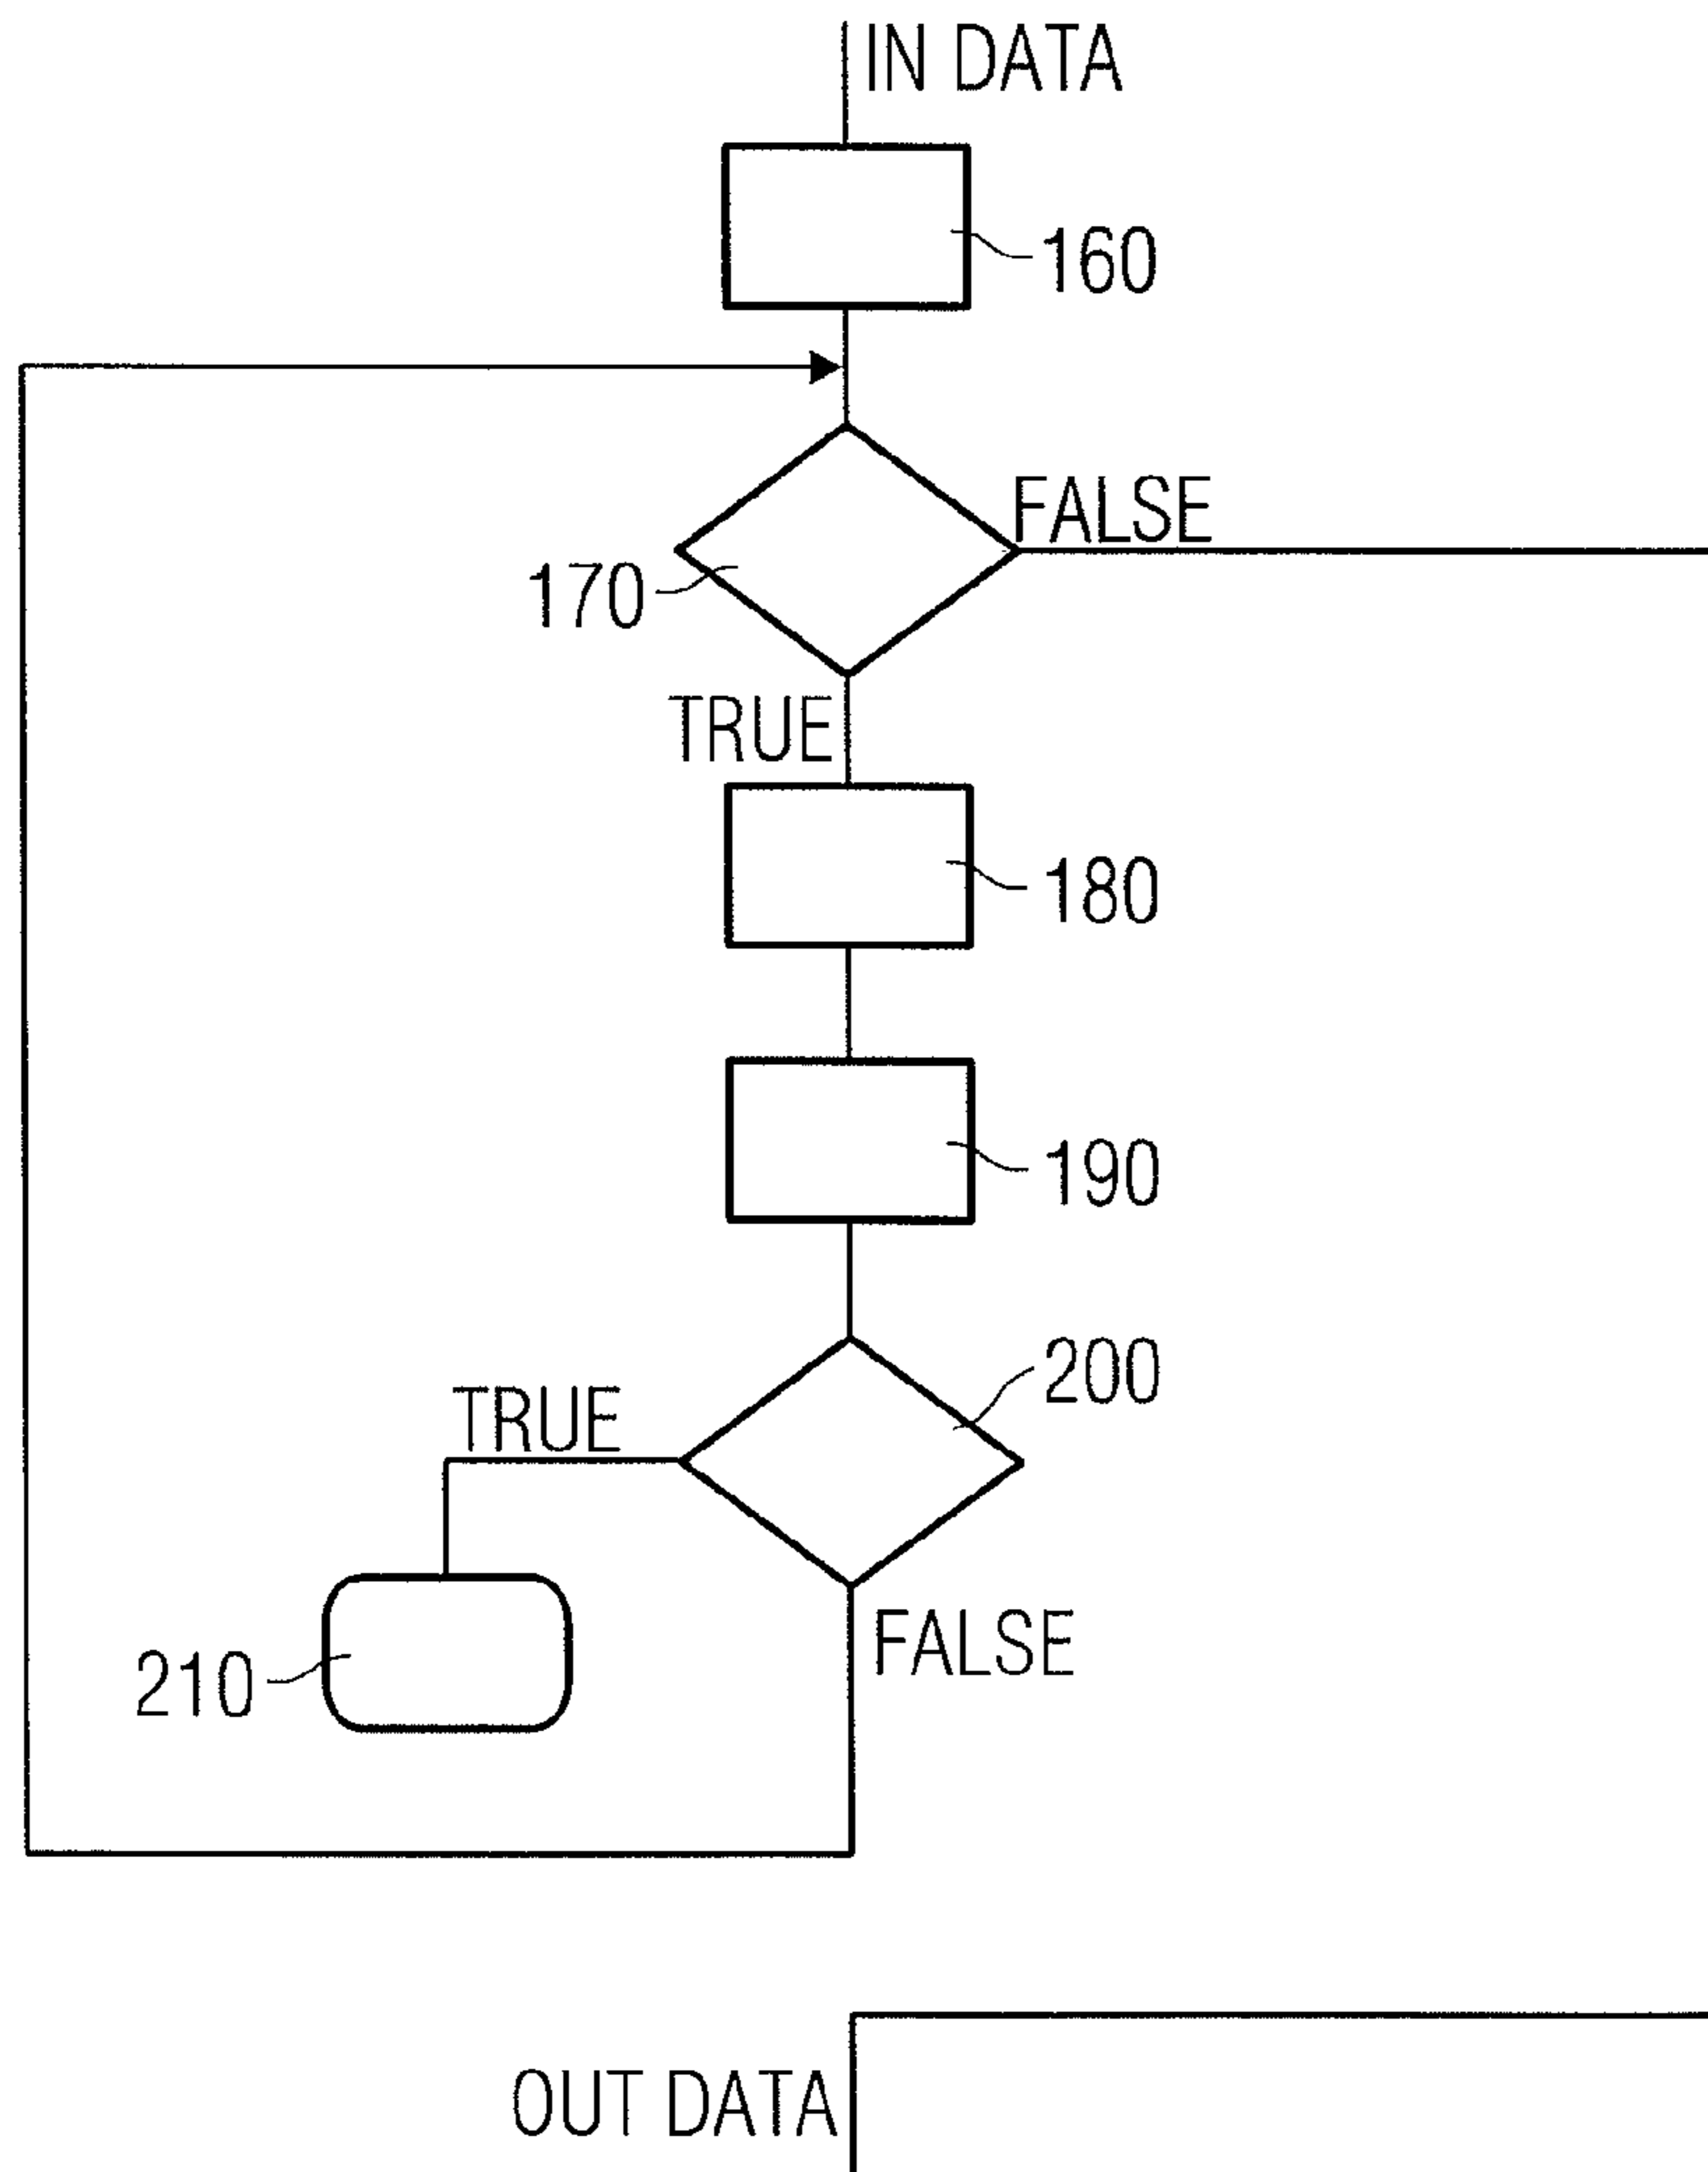 IN DATA
160
FALSE
170
TRUE
180
190
200
TRUE
FALSE
210
OUT DATA